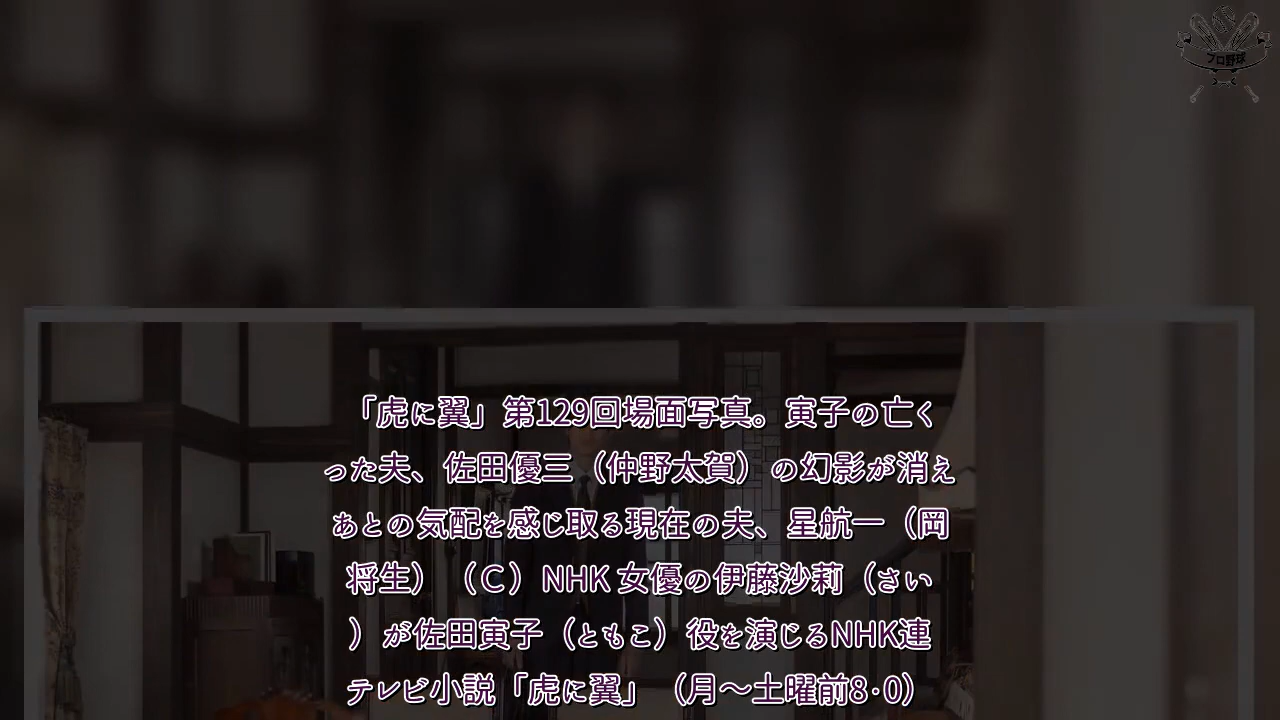 プロ野球
「虎に翼」第129回場面写真。寅子の亡く
った夫、佐田優三（仲野太賀）の幻影が消え
あとの気配を感じ取る現在の夫、星航一（岡
将生）（Ｃ）NHK 女優の伊藤沙莉（さい
）が佐田寅子（ともこ）役を演じるNHK連
テレビ小説「虎に翼」（月～土曜前8・0）